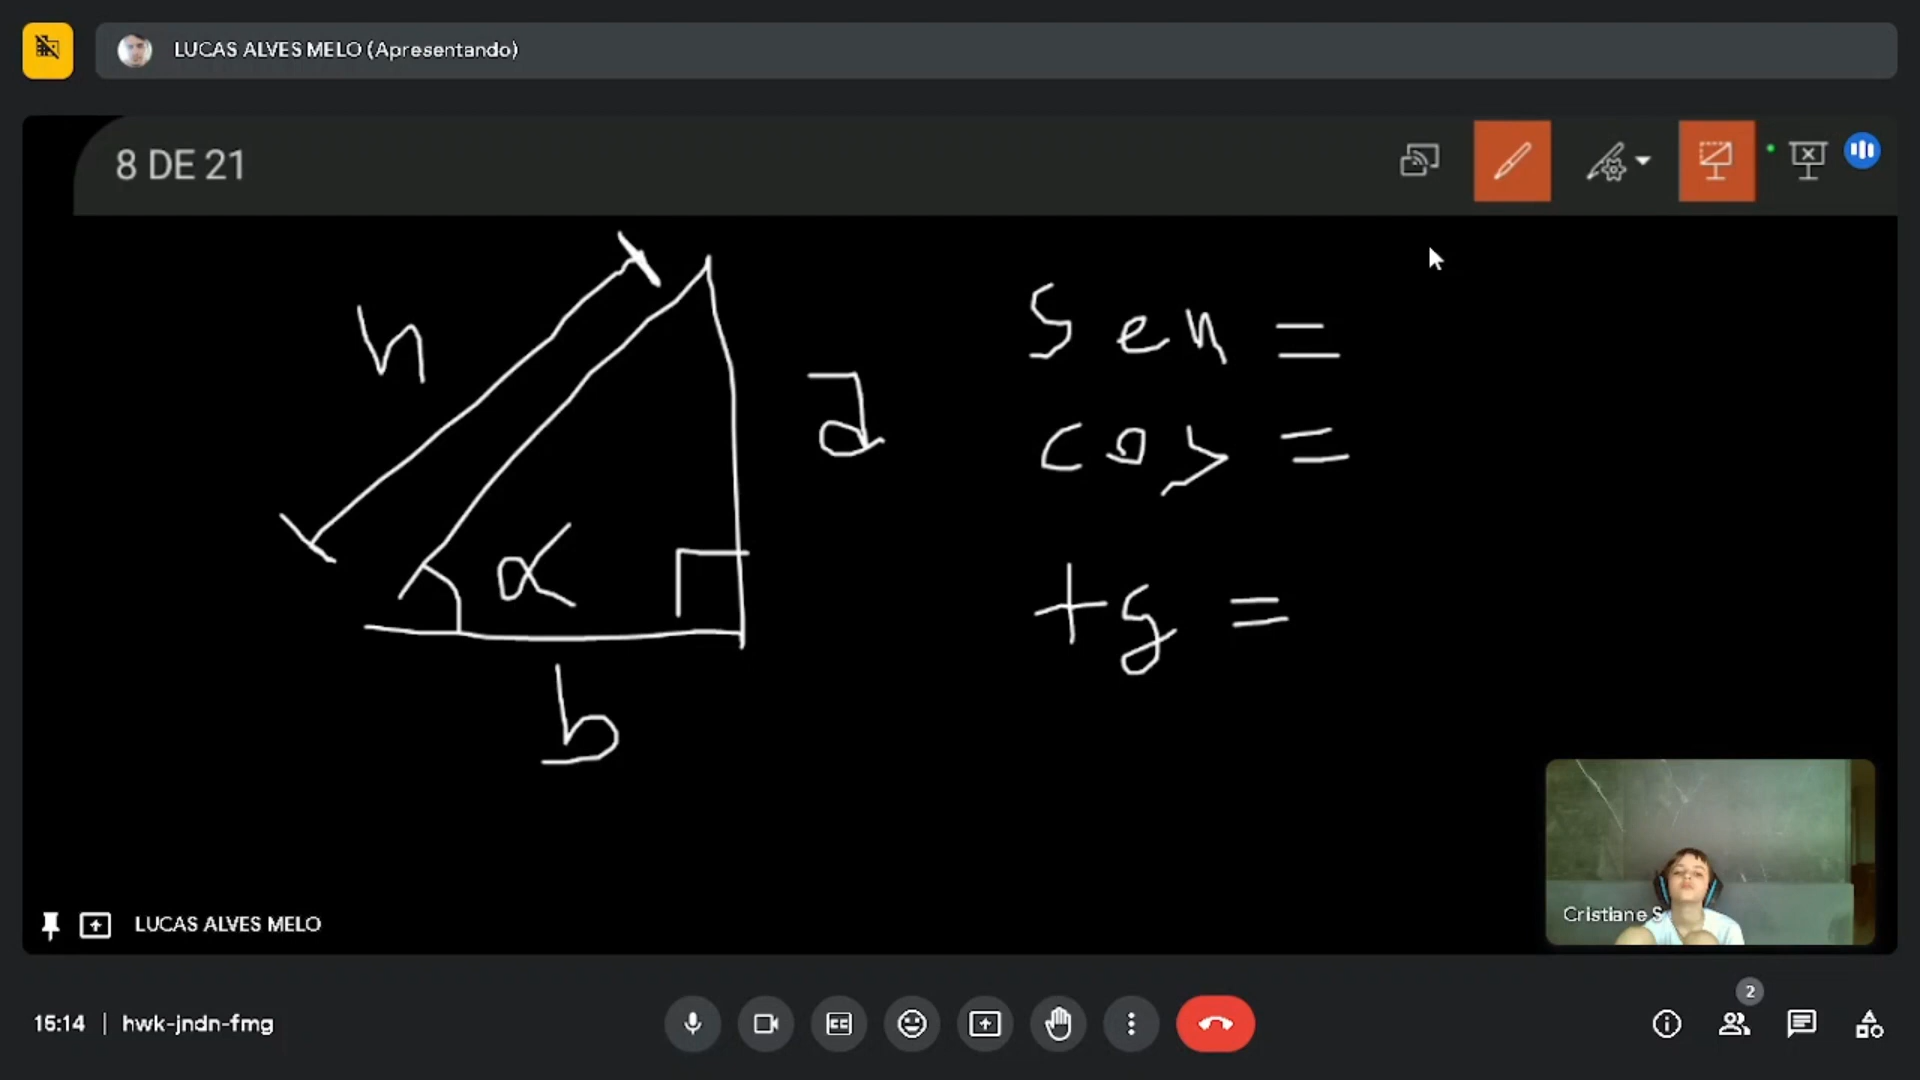 LUCAS ALVES MELO (Apresentando)
8 DE 21
h
a
α
b
Sen =
cos =
tg =
Cristiane S
LUCAS ALVES MELO
2
15:14 | hwk-jndn-fmg